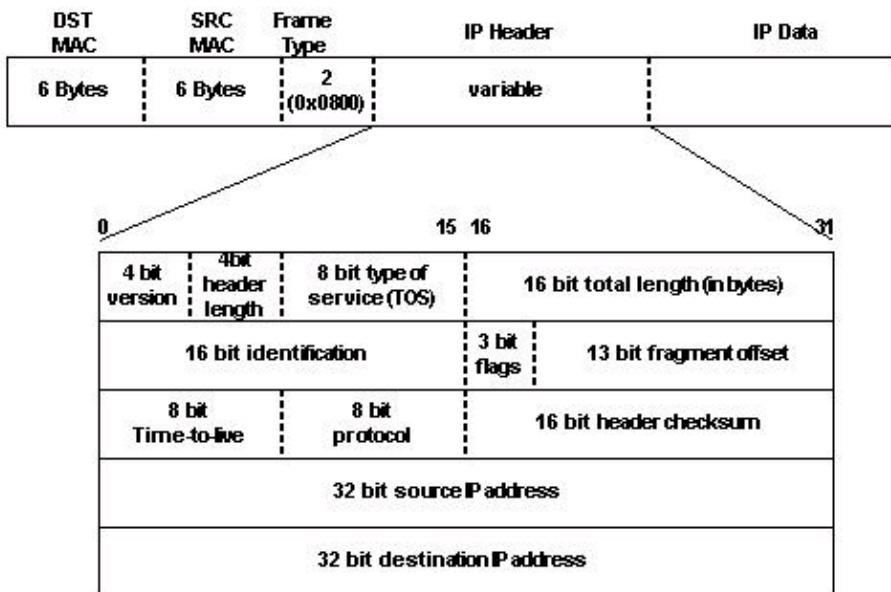 DST MAC
SRC MAC
Frame Type
IP Header
IP Data
6 Bytes
6 Bytes
2 (0x0800)
variable
0
15
16
31
4 bit version
4bit header length
8 bit type of service (TOS)
16 bit total length (in bytes)
16 bit identification
3 bit flags
13 bit fragment offset
8 bit Time-to-live
8 bit protocol
16 bit header checksum
32 bit source IP address
32 bit destination IP address